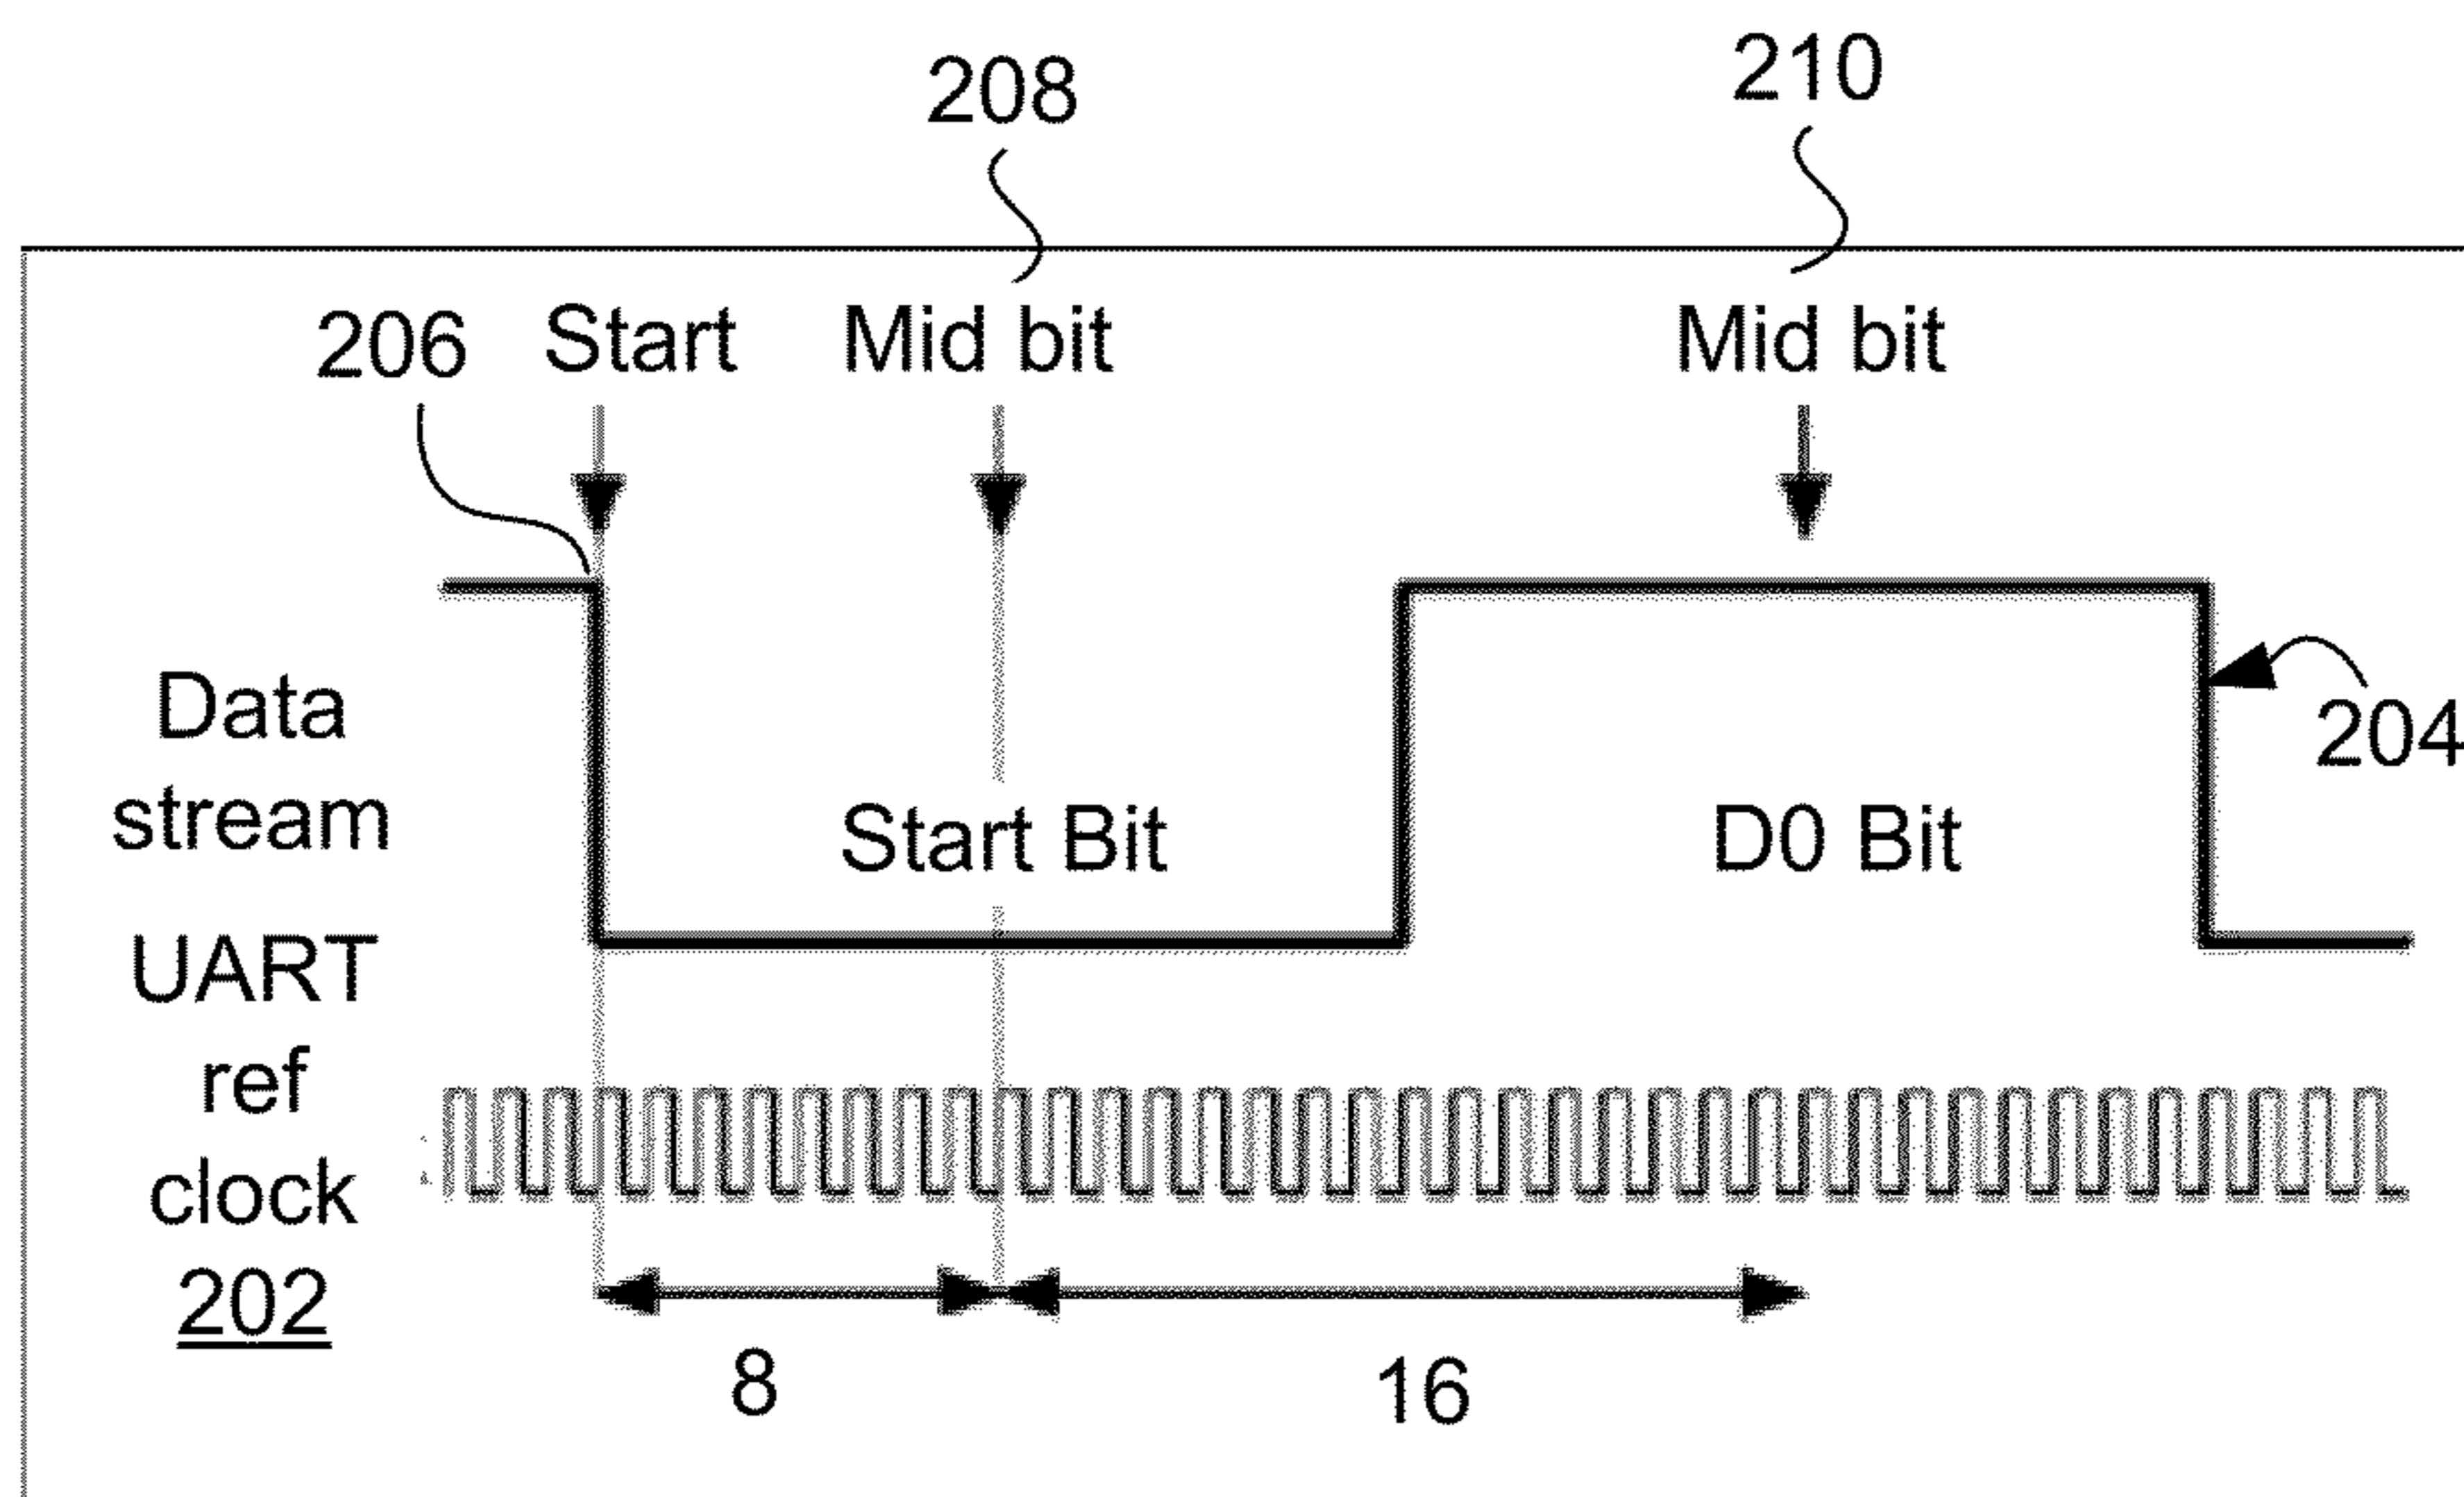 208
210
206 Start Mid bit Mid bit
Data
stream
204
Start Bit D0 Bit
UART
ref
clock
202
8 16